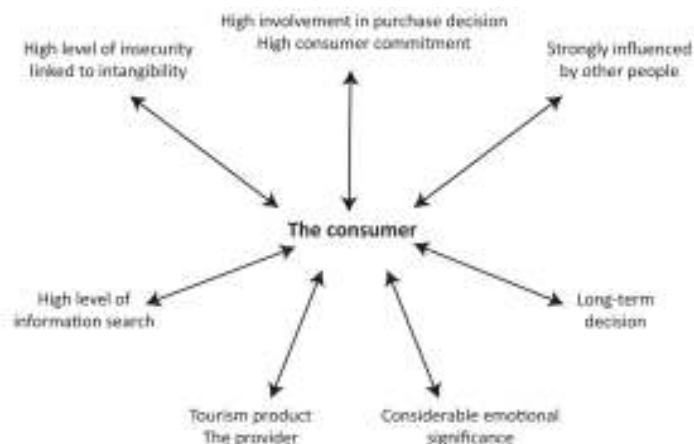 High involvement in purchase decision
High consumer commitment
High level of insecurity
linked to intangibility
Strongly influenced
by other people
The consumer
High level of
information search
Long-term
decision
Tourism product
The provider
Considerable emotional
significance